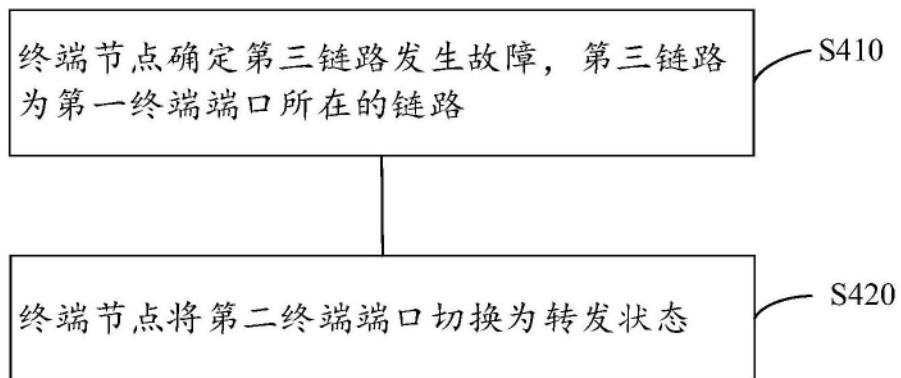 终端节点确定第三链路发生故障，第三链路
为第一终端端口所在的链路
S410
终端节点将第二终端端口切换为转发状态
S420